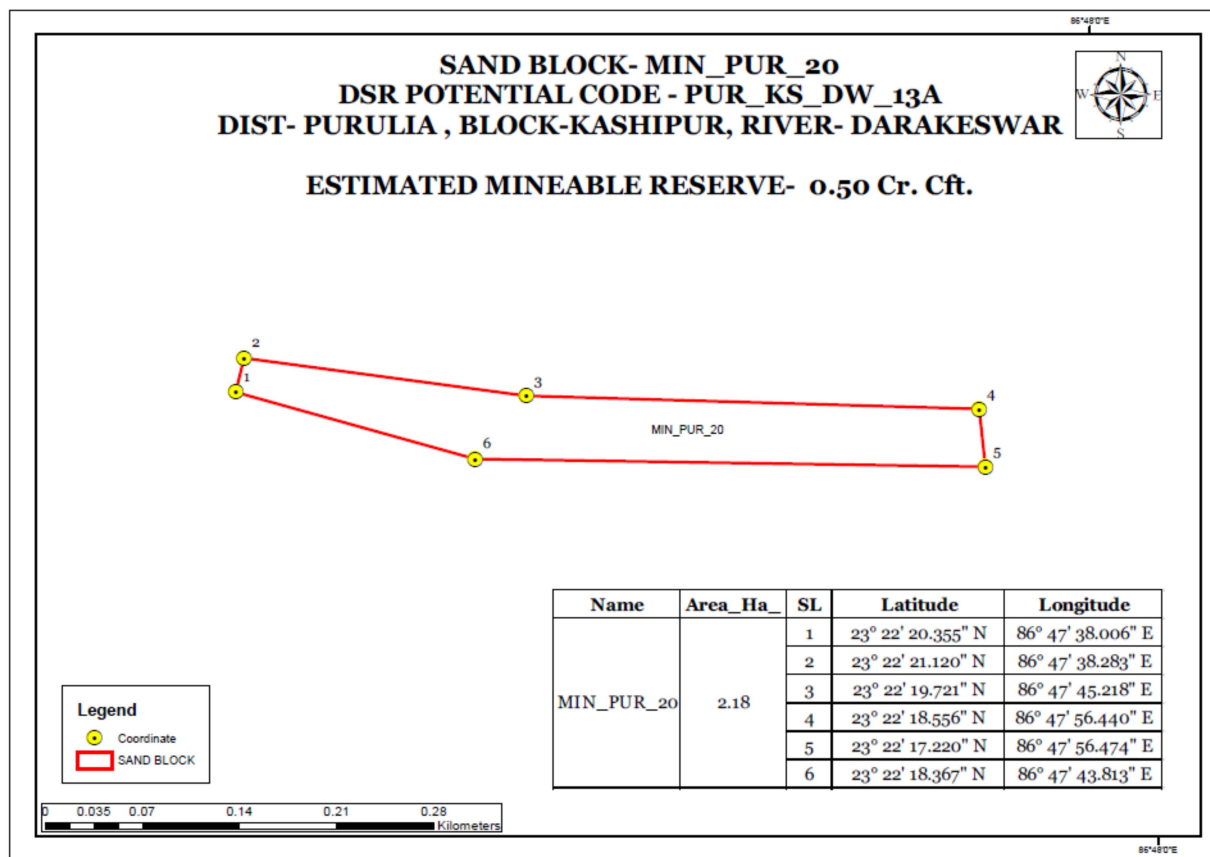 86°48'0"E
SAND BLOCK- MIN_PUR_20
DSR POTENTIAL CODE - PUR_KS_DW_13A
DIST- PURULIA , BLOCK-KASHIPUR, RIVER- DARAKESWAR
ESTIMATED MINEABLE RESERVE- 0.50 Cr. Cft.
N
W E
S
2
1
3
4
MIN_PUR_20
6
5
Name Area_Ha_ SL Latitude Longitude
MIN_PUR_20 2.18
1 23° 22' 20.355" N 86° 47' 38.006" E
2 23° 22' 21.120" N 86° 47' 38.283" E
3 23° 22' 19.721" N 86° 47' 45.218" E
4 23° 22' 18.556" N 86° 47' 56.440" E
5 23° 22' 17.220" N 86° 47' 56.474" E
6 23° 22' 18.367" N 86° 47' 43.813" E
Legend
Coordinate
SAND BLOCK
0 0.035 0.07 0.14 0.21 0.28
Kilometers
86°48'0"E